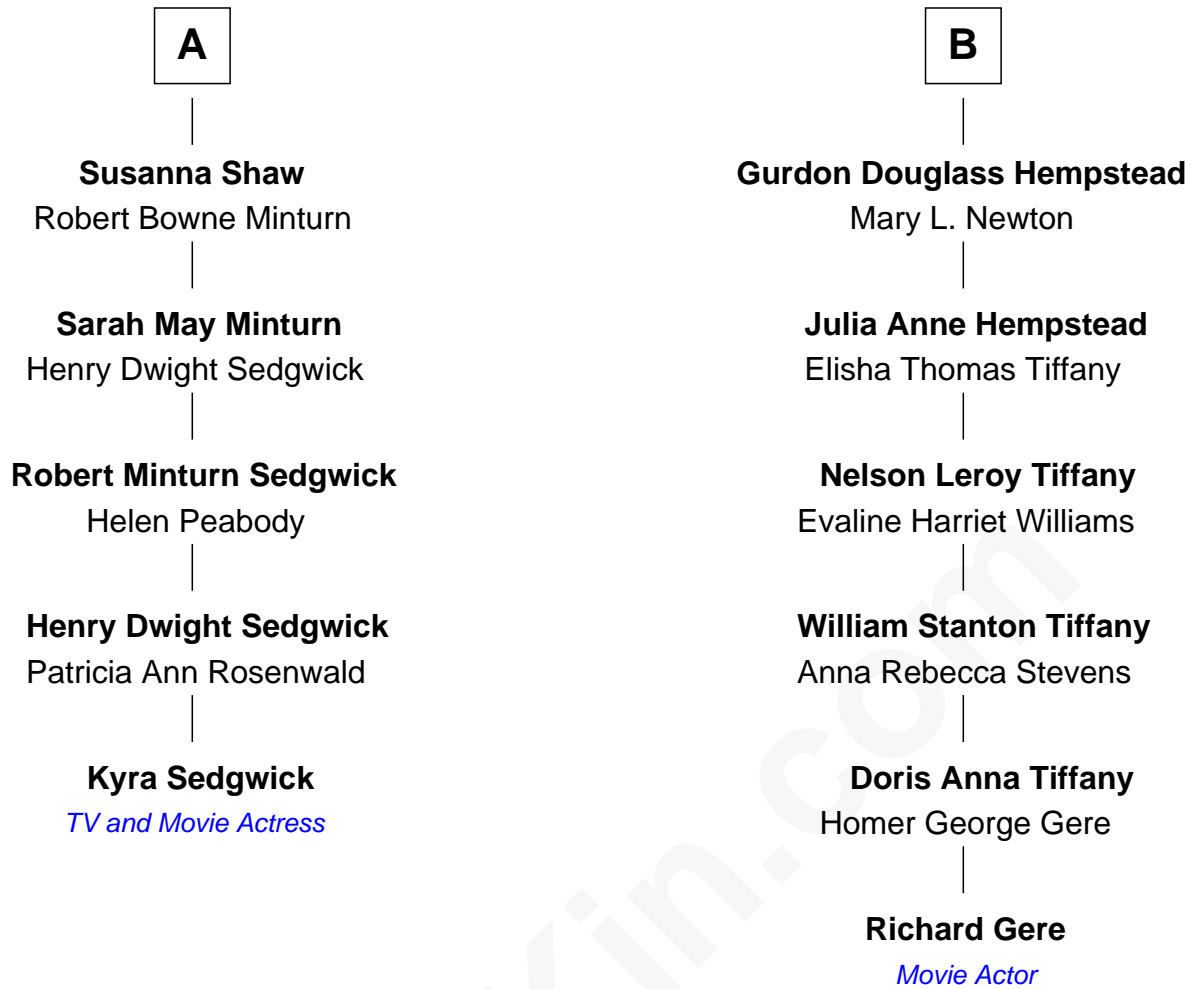 A
Susanna Shaw
Robert Bowne Minturn
Sarah May Minturn
Henry Dwight Sedgwick
Robert Minturn Sedgwick
Helen Peabody
Henry Dwight Sedgwick
Patricia Ann Rosenwald
Kyra Sedgwick
TV and Movie Actress
B
Gurdon Douglass Hempstead
Mary L. Newton
Julia Anne Hempstead
Elisha Thomas Tiffany
Nelson Leroy Tiffany
Evaline Harriet Williams
William Stanton Tiffany
Anna Rebecca Stevens
Doris Anna Tiffany
Homer George Gere
Richard Gere
Movie Actor
Kin.com